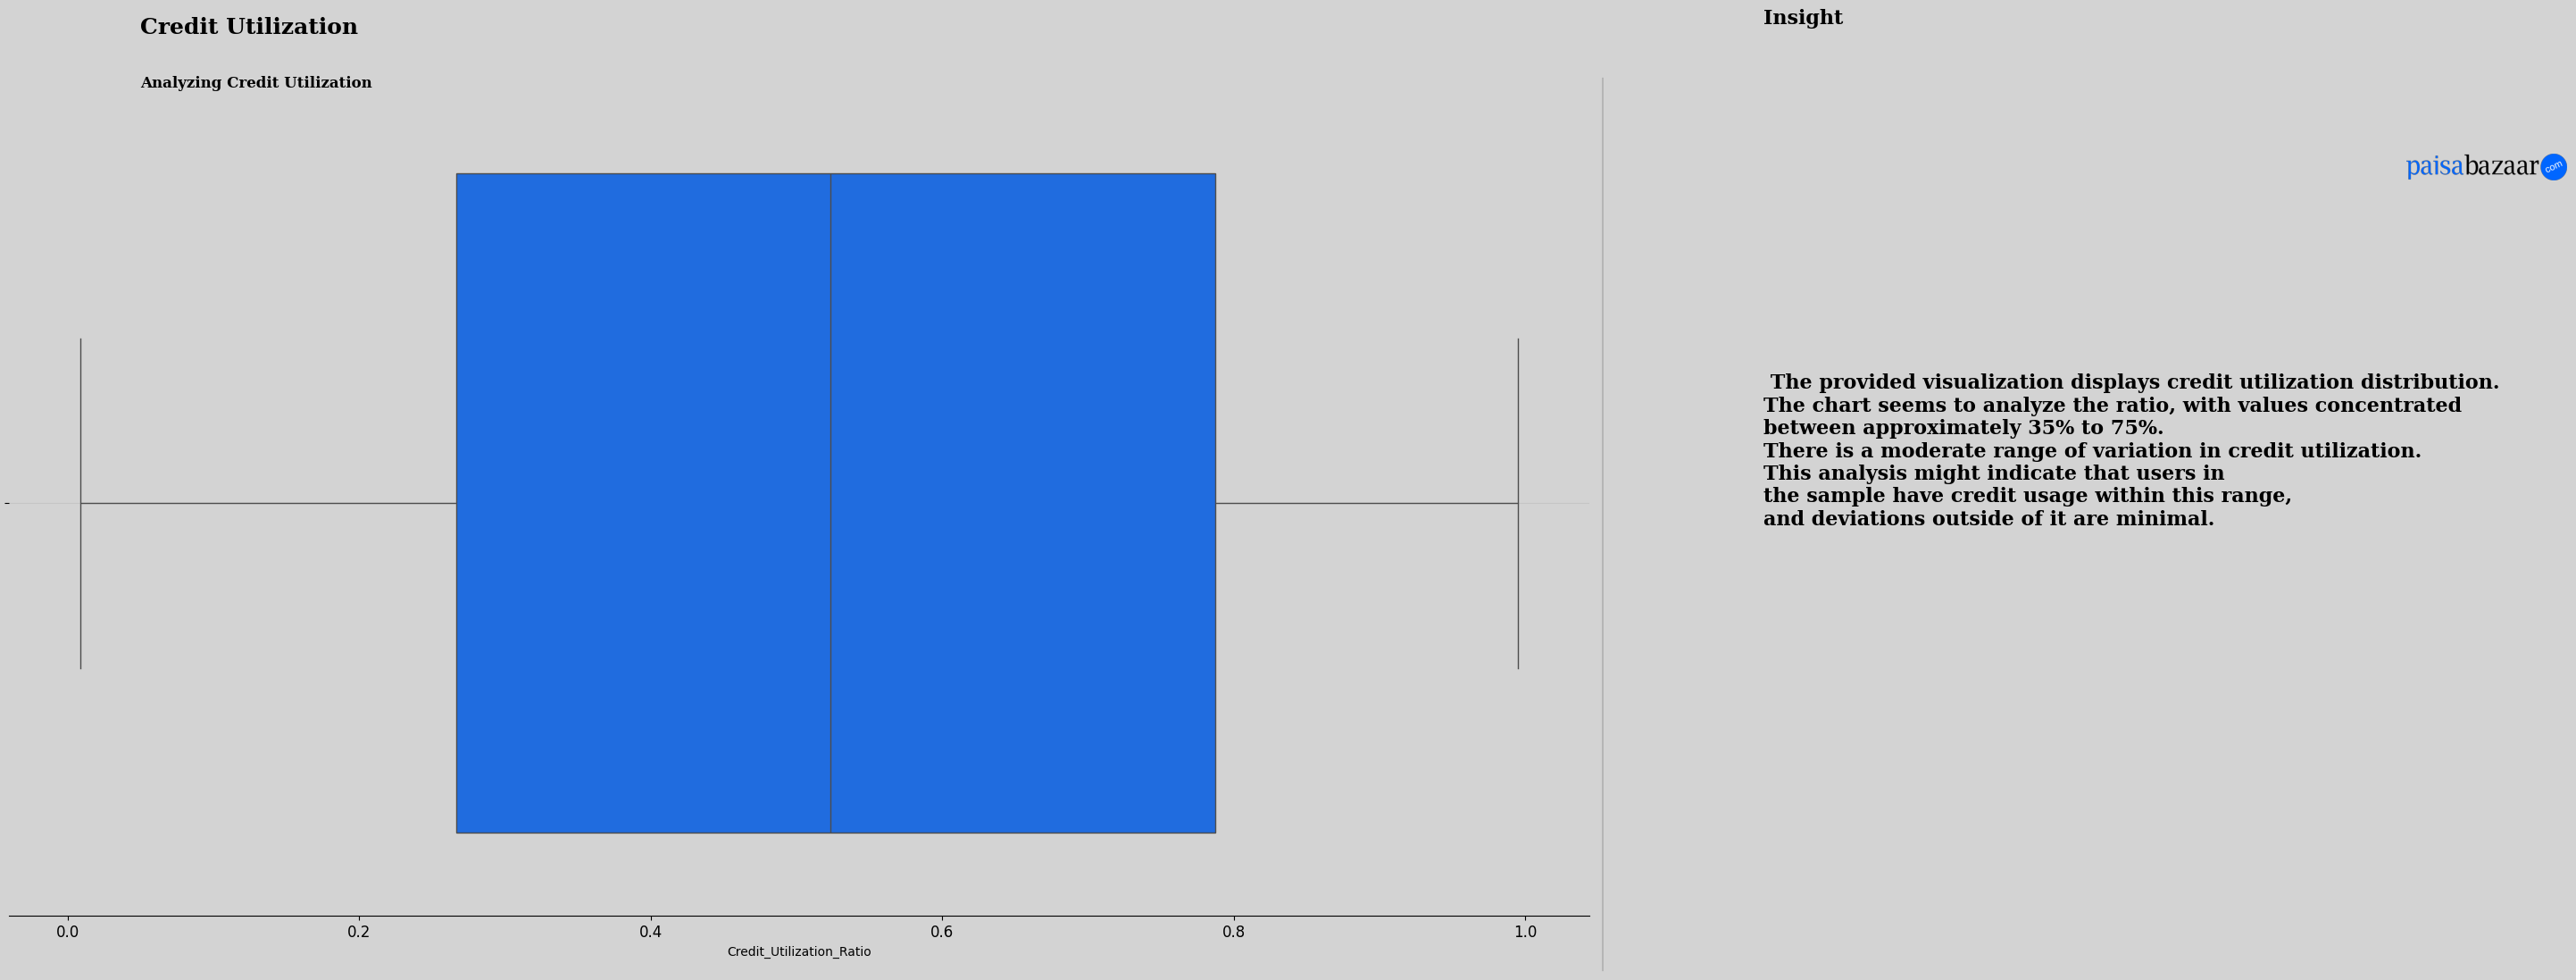 Credit Utilization
Analyzing Credit Utilization
0.0 0.2 0.4 0.6 0.8 1.0
Credit_Utilization_Ratio
Insight
paisabazaar com
The provided visualization displays credit utilization distribution.
The chart seems to analyze the ratio, with values concentrated
between approximately 35% to 75%.
There is a moderate range of variation in credit utilization.
This analysis might indicate that users in
the sample have credit usage within this range,
and deviations outside of it are minimal.